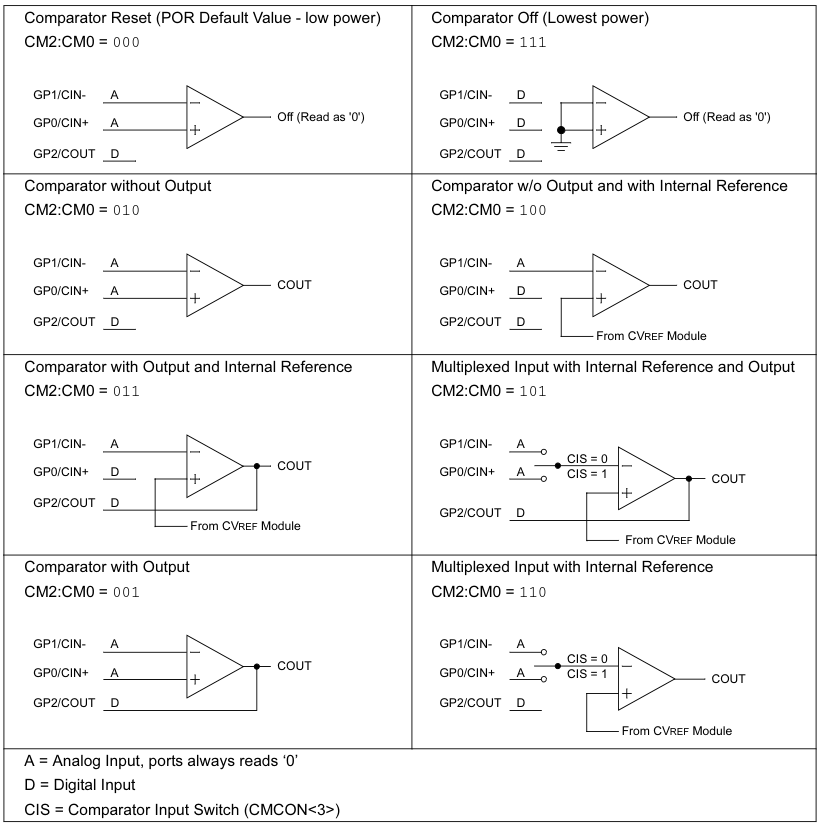 Comparator Reset (POR Default Value - low power)
CM2:CM0 = 000
GP1/CIN- A
GP0/CIN+ A
GP2/COUT D
−
+
Off (Read as '0')
Comparator Off (Lowest power)
CM2:CM0 = 111
GP1/CIN- D
GP0/CIN+ D
GP2/COUT D
−
+
Off (Read as '0')
Comparator without Output
CM2:CM0 = 010
GP1/CIN- A
GP0/CIN+ A
GP2/COUT D
−
+
COUT
Comparator w/o Output and with Internal Reference
CM2:CM0 = 100
GP1/CIN- A
GP0/CIN+ D
GP2/COUT D
−
+
COUT
From CVREF Module
Comparator with Output and Internal Reference
CM2:CM0 = 011
GP1/CIN- A
GP0/CIN+ D
GP2/COUT D
−
+
COUT
From CVREF Module
Multiplexed Input with Internal Reference and Output
CM2:CM0 = 101
GP1/CIN- A
GP0/CIN+ A
GP2/COUT D
CIS = 0
CIS = 1
−
+
COUT
From CVREF Module
Comparator with Output
CM2:CM0 = 001
GP1/CIN- A
GP0/CIN+ A
GP2/COUT D
−
+
COUT
Multiplexed Input with Internal Reference
CM2:CM0 = 110
GP1/CIN- A
GP0/CIN+ A
GP2/COUT D
CIS = 0
CIS = 1
−
+
COUT
From CVREF Module
A = Analog Input, ports always reads ‘0’
D = Digital Input
CIS = Comparator Input Switch (CMCON<3>)